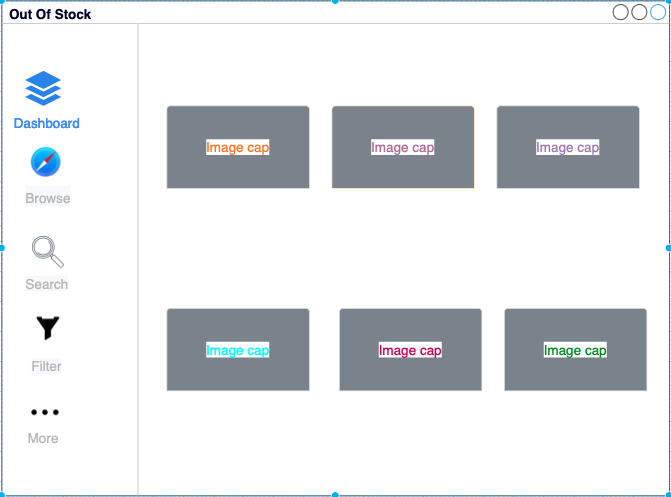 Out Of Stock
Dashboard
Browse
Search
Filter
More
Image cap
Image cap
Image cap
Image cap
Image cap
Image cap